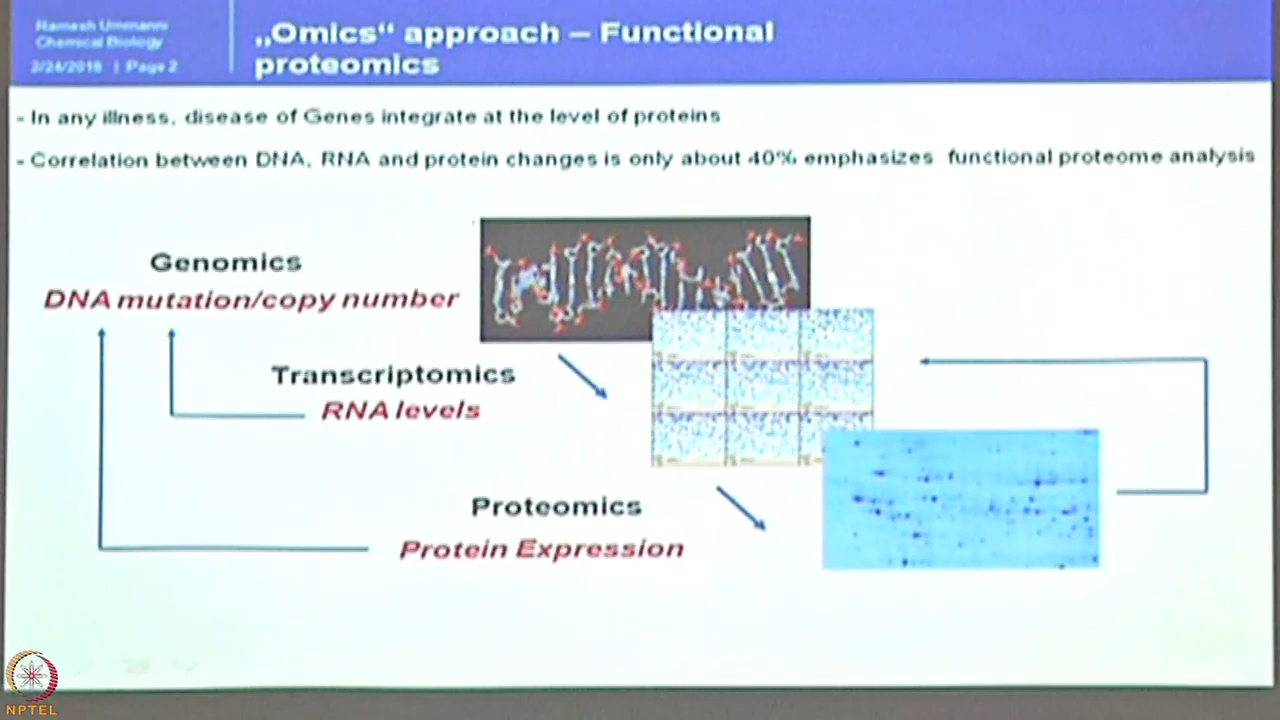 Ramesh Ummanni
Chemical Biology
2/24/2016 | Page 2
„Omics“ approach – Functional
proteomics
- In any illness, disease of Genes integrate at the level of proteins
- Correlation between DNA, RNA and protein changes is only about 40% emphasizes functional proteome analysis
Genomics
DNA mutation/copy number
Transcriptomics
RNA levels
Proteomics
Protein Expression
NPTEL